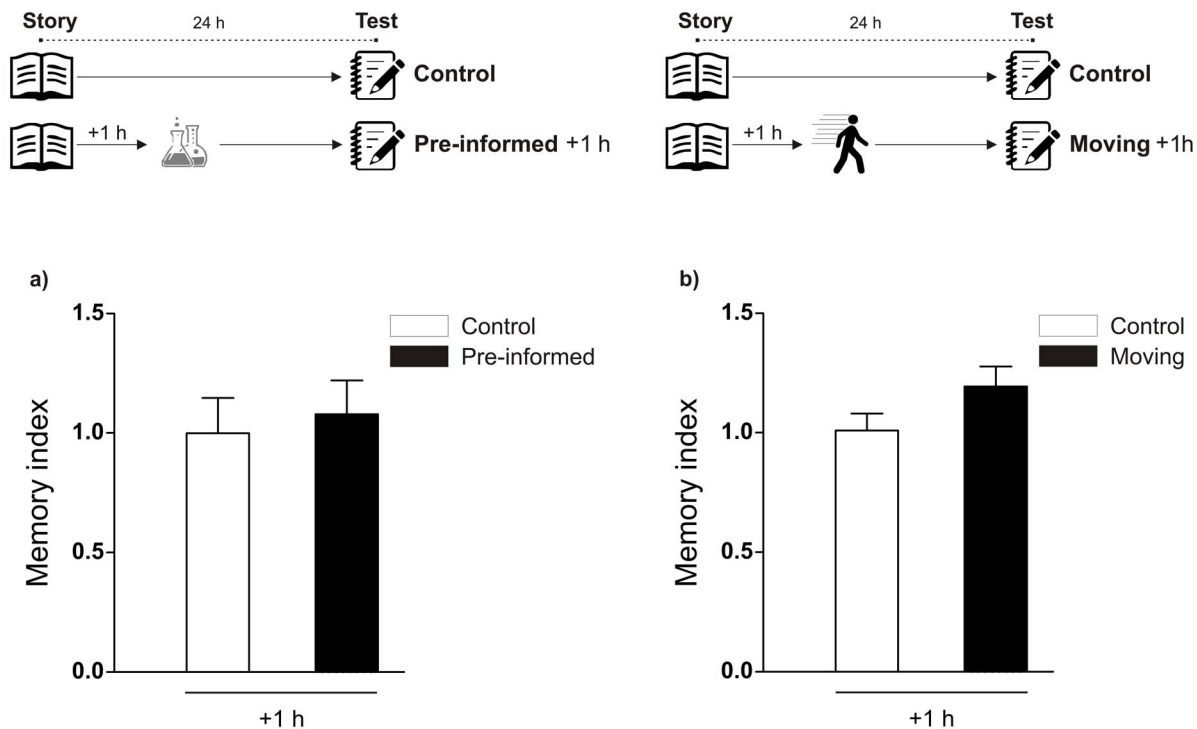 Story 24 h Test
Control
+1 h Pre-informed +1 h
Story 24 h Test
Control
+1 h Moving +1h
a)
1.5
1.0
0.5
0.0
Memory index
Control
Pre-informed
+1 h
b)
1.5
1.0
0.5
0.0
Memory index
Control
Moving
+1 h